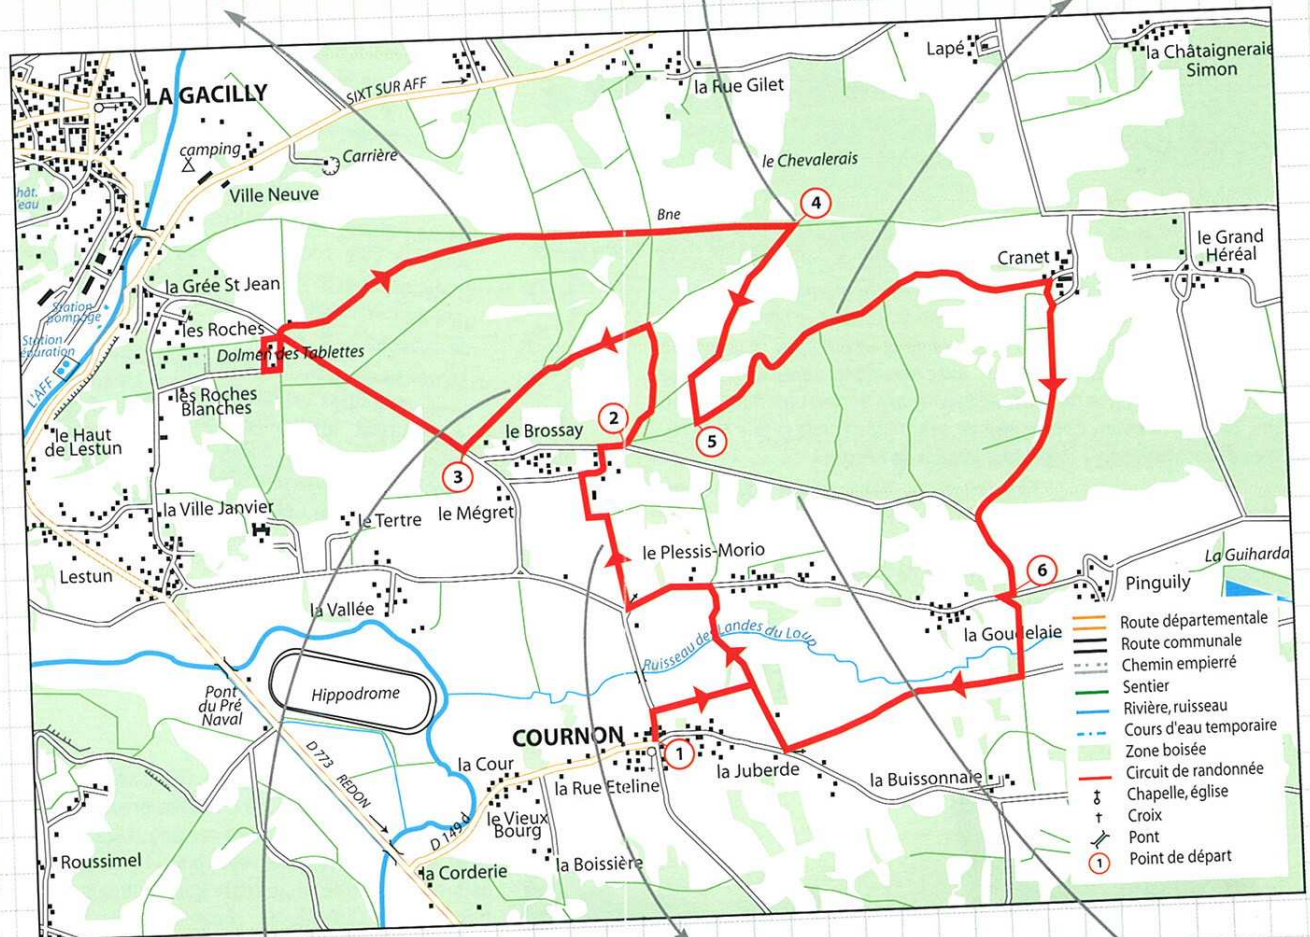 Lapé
la Châtaigneraie
Simon
LA GACILLY
SIXT SUR AFF
la Rue Gilet
camping
Carrière
le Chevalerais
Ville Neuve
hât.
'eau
4
Bne
le Grand
Héréal
Cranet
la Grée St Jean
Station
pompage
les Roches
Station
épuration
Dolmen des Tablettes
L'AFF
les Roches
Blanches
2
le Brossay
5
le Haut
de Lestun
3
la Ville Janvier
le Tertre
le Mégret
le Plessis-Morio
La Guiharda
6
Pinguily
Lestun
la Vallée
la Goudelaie
Ruisseau des Landes du Loup
Pont
du Pré
Naval
Hippodrome
COURNON
1
D 773
REDON
la Cour
la Juberde
la Buissonnaie
la Rue Eteline
D 149 d
le Vieux
Bourg
la Boissière
Roussimel
la Corderie
Route départementale
Route communale
Chemin empierré
Sentier
Rivière, ruisseau
Cours d'eau temporaire
Zone boisée
Circuit de randonnée
Chapelle, église
Croix
Pont
1 Point de départ